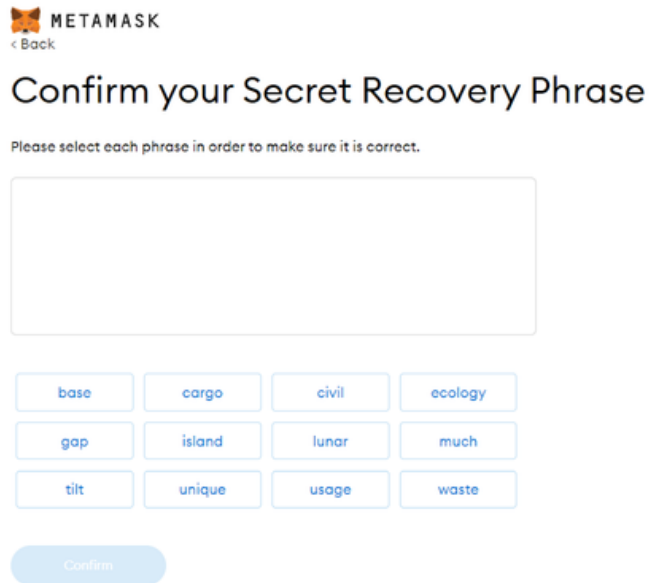 METAMASK
< Back
Confirm your Secret Recovery Phrase
Please select each phrase in order to make sure it is correct.
base cargo civil ecology
gap island lunar much
tilt unique usage waste
Confirm